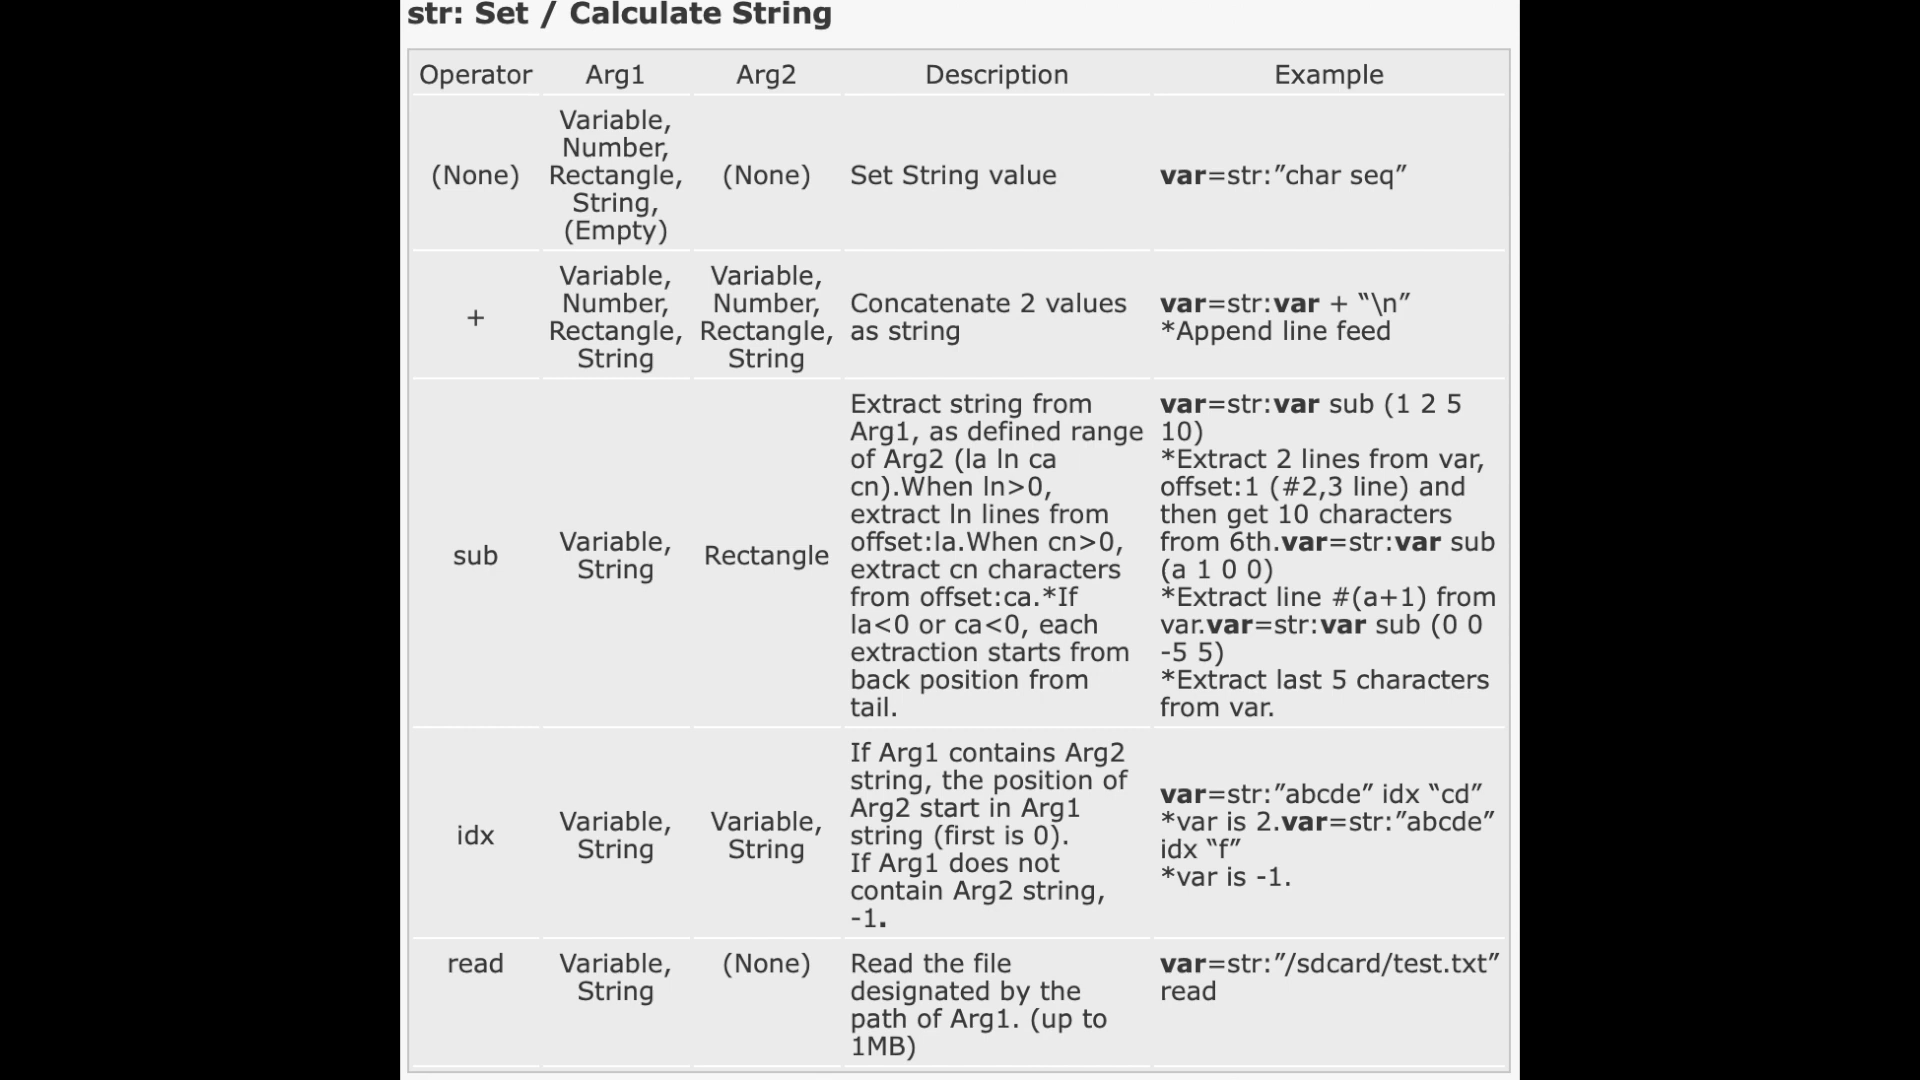 str: Set / Calculate String
Operator Arg1 Arg2 Description Example
(None)
Variable,
Number,
Rectangle,
String,
(Empty)
(None)
Set String value
var=str:”char seq”
+
Variable,
Number,
Rectangle,
String
Variable,
Number,
Rectangle,
String
Concatenate 2 values
as string
var=str:var + “\n”
*Append line feed
sub
Variable,
String
Rectangle
Extract string from
Arg1, as defined range
of Arg2 (la ln ca
cn).When ln>0,
extract ln lines from
offset:la.When cn>0,
extract cn characters
from offset:ca.*If
la<0 or ca<0, each
extraction starts from
back position from
tail.
var=str:var sub (1 2 5
10)
*Extract 2 lines from var,
offset:1 (#2,3 line) and
then get 10 characters
from 6th.var=str:var sub
(a 1 0 0)
*Extract line #(a+1) from
var.var=str:var sub (0 0
-5 5)
*Extract last 5 characters
from var.
idx
Variable,
String
Variable,
String
If Arg1 contains Arg2
string, the position of
Arg2 start in Arg1
string (first is 0).
If Arg1 does not
contain Arg2 string,
-1.
var=str:”abcde” idx “cd”
*var is 2.var=str:”abcde”
idx “f”
*var is -1.
read
Variable,
String
(None)
Read the file
designated by the
path of Arg1. (up to
1MB)
var=str:”/sdcard/test.txt”
read